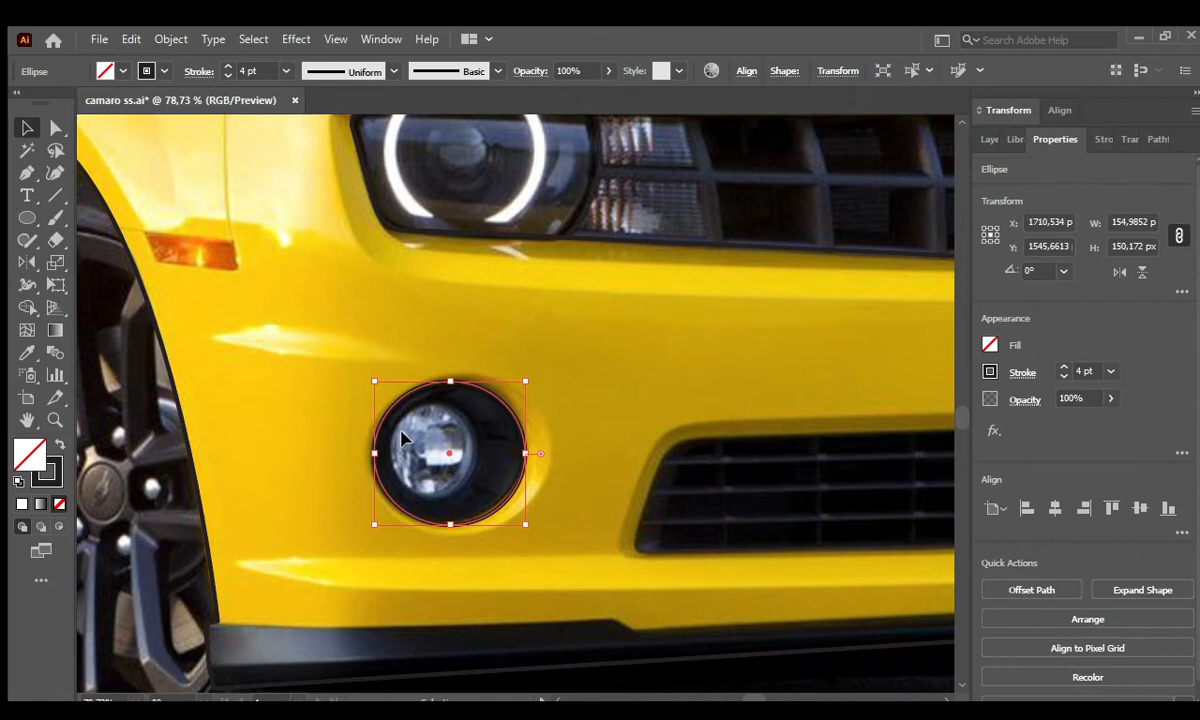 Ai File Edit Object Type Select Effect View Window Help Search Adobe Help
Ellipse Stroke: 4 pt Uniform Basic Opacity: 100% Style: Align Shape: Transform
camaro ss.ai* @ 78,73 % (RGB/Preview) ×
Transform Align
Laye Libr Properties Stro Trar Pathf
Ellipse
Transform
X: 1710,534 p W: 154,9852 p
Y: 1545,6613 H: 150,172 px
0°
Appearance
Fill
Stroke 4 pt
Opacity 100%
fx.
Align
Quick Actions
Offset Path Expand Shape
Arrange
Align to Pixel Grid
Recolor